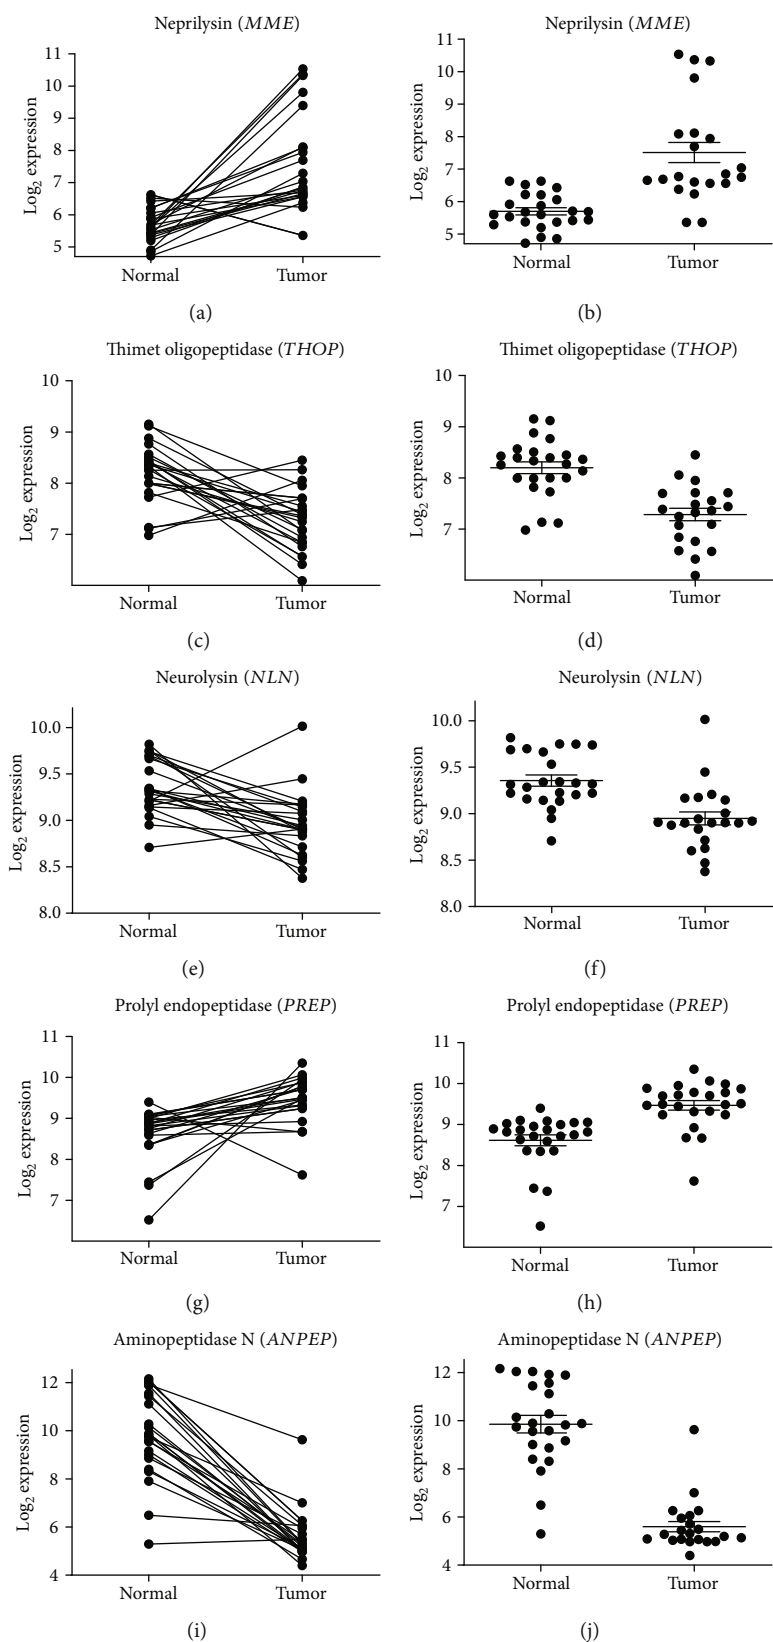 Neprilysin (MME)
11
10
9
8
7
6
5
Log2 expression
Normal
Tumor
(a)
Neprilysin (MME)
11
10
9
8
7
6
5
Log2 expression
Normal
Tumor
(b)
Thimet oligopeptidase (THOP)
10
9
8
7
Log2 expression
Normal
Tumor
(c)
Thimet oligopeptidase (THOP)
10
9
8
7
Log2 expression
Normal
Tumor
(d)
Neurolysin (NLN)
10.0
9.5
9.0
8.5
8.0
Log2 expression
Normal
Tumor
(e)
Neurolysin (NLN)
10.0
9.5
9.0
8.5
8.0
Log2 expression
Normal
Tumor
(f)
Prolyl endopeptidase (PREP)
11
10
9
8
7
Log2 expression
Normal
Tumor
(g)
Prolyl endopeptidase (PREP)
11
10
9
8
7
Log2 expression
Normal
Tumor
(h)
Aminopeptidase N (ANPEP)
12
10
8
6
4
Log2 expression
Normal
Tumor
(i)
Aminopeptidase N (ANPEP)
12
10
8
6
4
Log2 expression
Normal
Tumor
(j)